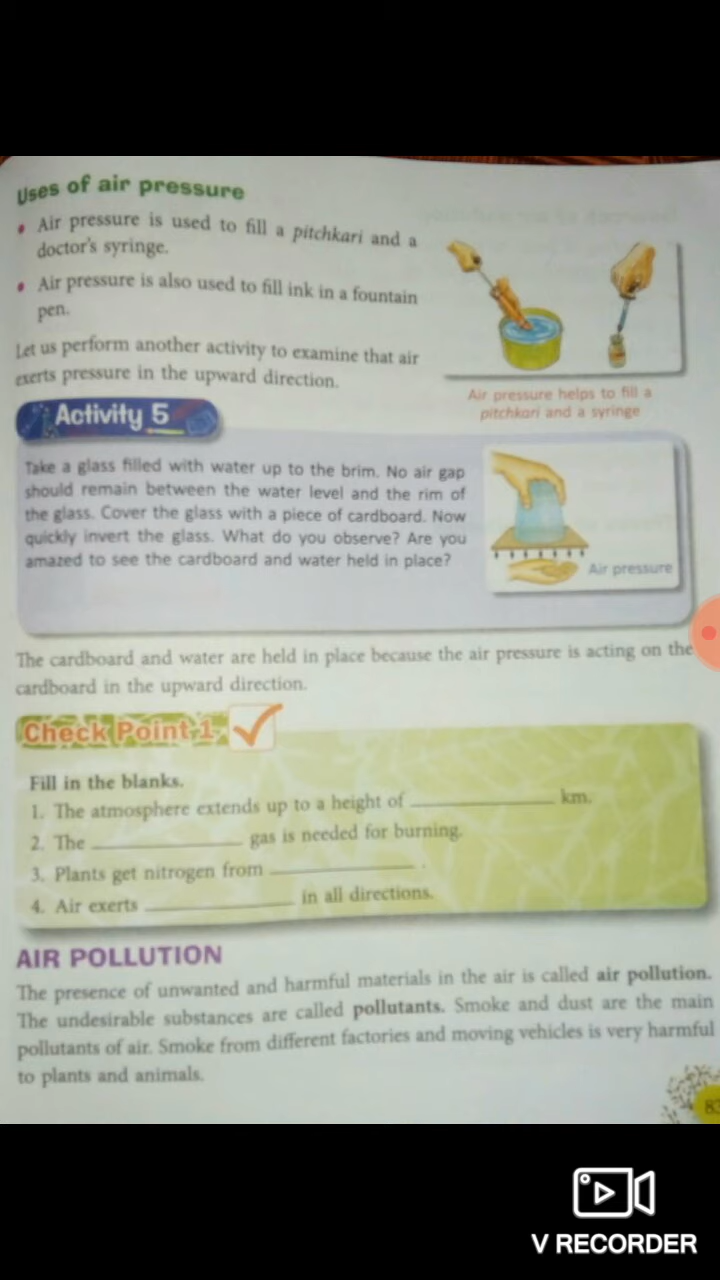 Uses of air pressure
• Air pressure is used to fill a pitchkari and a
doctor's syringe.
• Air pressure is also used to fill ink in a fountain
pen.
Let us perform another activity to examine that air
exerts pressure in the upward direction.
Air pressure helps to fill a
pitchkari and a syringe
Activity 5
Take a glass filled with water up to the brim. No air gap
should remain between the water level and the rim of
the glass. Cover the glass with a piece of cardboard. Now
quickly invert the glass. What do you observe? Are you
amazed to see the cardboard and water held in place?
Air pressure
The cardboard and water are held in place because the air pressure is acting on the
cardboard in the upward direction.
Check Point-1
Fill in the blanks.
1. The atmosphere extends up to a height of ____________ km.
2. The ____________ gas is needed for burning.
3. Plants get nitrogen from ____________ .
4. Air exerts ____________ in all directions.
AIR POLLUTION
The presence of unwanted and harmful materials in the air is called air pollution.
The undesirable substances are called pollutants. Smoke and dust are the main
pollutants of air. Smoke from different factories and moving vehicles is very harmful
to plants and animals.
83
V RECORDER